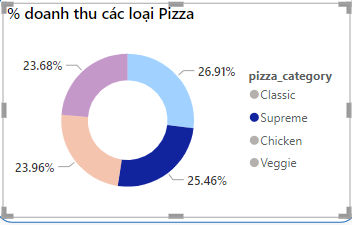 % doanh thu các loại Pizza
23.68%
26.91%
23.96%
25.46%
pizza_category
Classic
Supreme
Chicken
Veggie